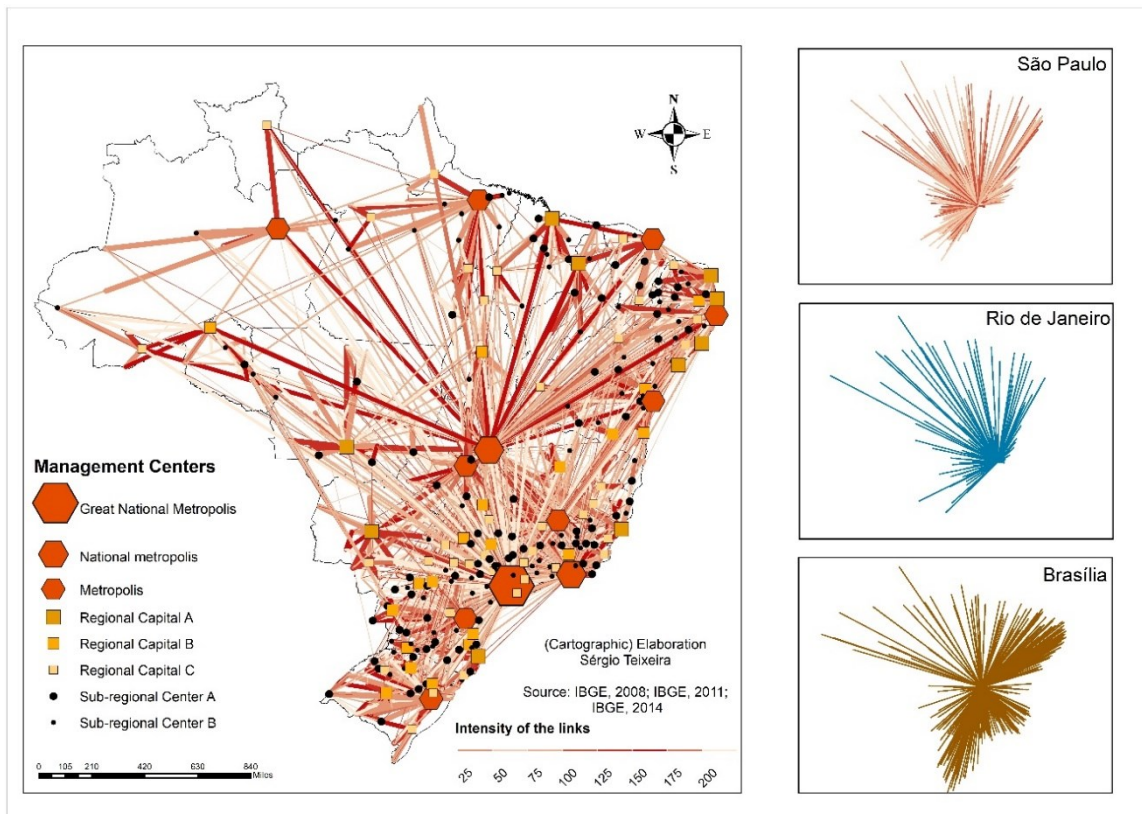 N
W E
S
Management Centers
Great National Metropolis
National metropolis
Metropolis
Regional Capital A
Regional Capital B
Regional Capital C
Sub-regional Center A
Sub-regional Center B
0 105 210 420 630 840
Milos
(Cartographic) Elaboration
Sérgio Teixeira
Source: IBGE, 2008; IBGE, 2011;
IBGE, 2014
Intensity of the links
25 50 75 100 125 175 200
São Paulo
Rio de Janeiro
Brasília